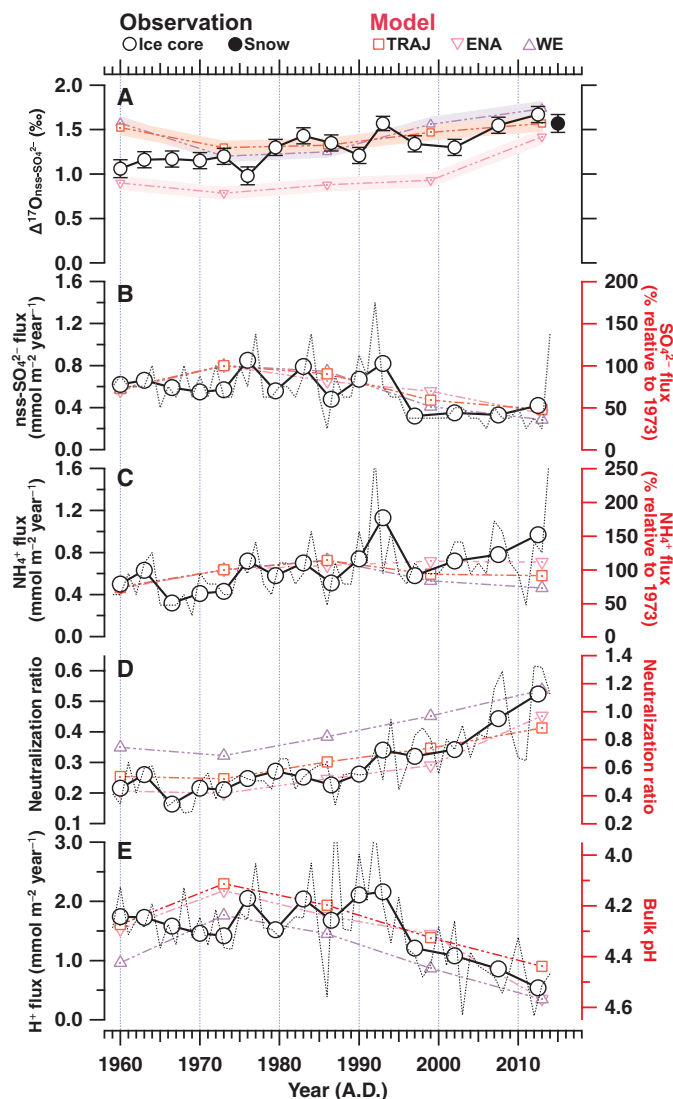 Observation Model
Ice core Snow TRAJ ENA WE
A
2.0
1.5
1.0
0.5
0.0
Δ¹⁷Onss-SO₄²⁻ (‰)
B
1.6
1.2
0.8
0.4
0.0
nss-SO₄²⁻ flux
(mmol m⁻² year⁻¹)
200
150
100
50
0
SO₄²⁻ flux
(% relative to 1973)
C
1.6
1.2
0.8
0.4
0.0
NH₄⁺ flux
(mmol m⁻² year⁻¹)
250
200
150
100
50
0
NH₄⁺ flux
(% relative to 1973)
D
0.6
0.5
0.4
0.3
0.2
0.1
Neutralization ratio
1.4
1.2
1.0
0.8
0.6
0.4
0.2
Neutralization ratio
E
3.0
2.0
1.0
0.0
H⁺ flux (mmol m⁻² year⁻¹)
4.0
4.2
4.4
4.6
Bulk pH
1960 1970 1980 1990 2000 2010
Year (A.D.)